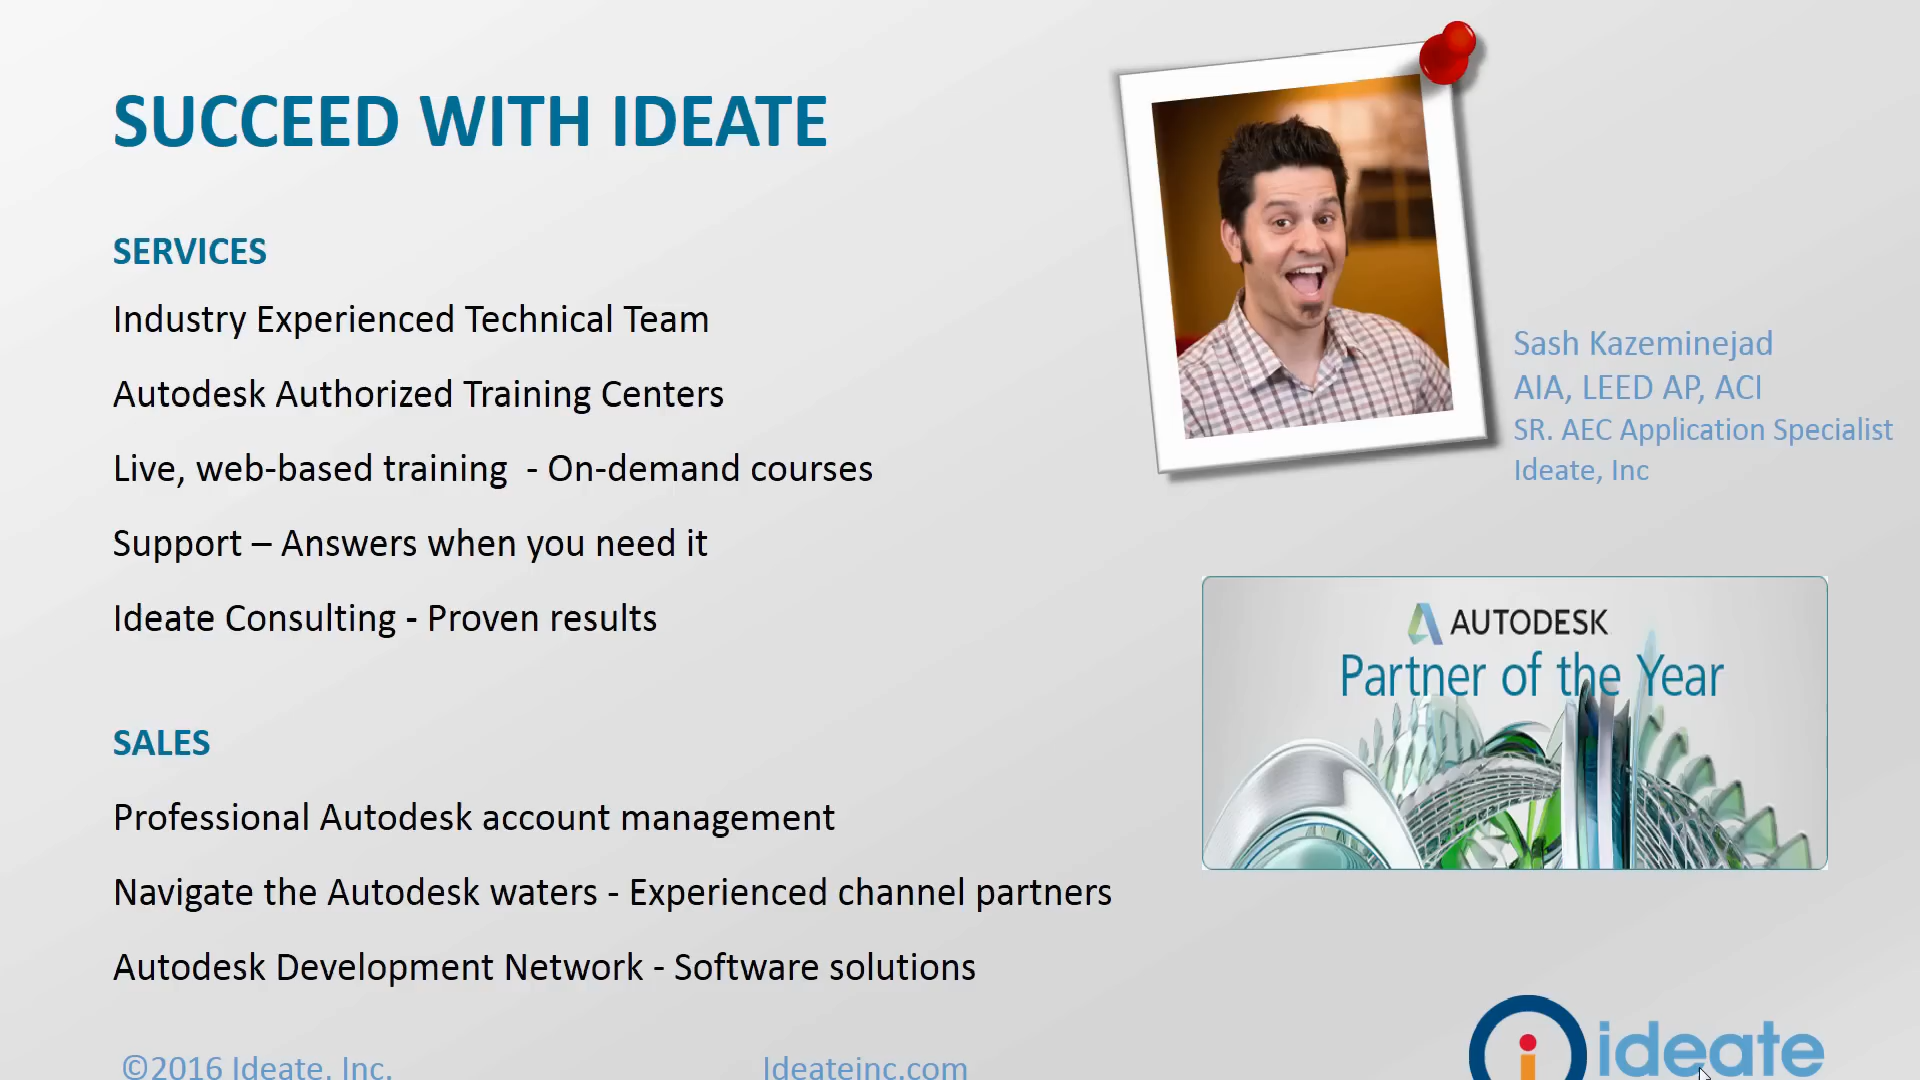 SUCCEED WITH IDEATE
SERVICES
Industry Experienced Technical Team
Autodesk Authorized Training Centers
Live, web-based training  - On-demand courses
Support – Answers when you need it
Ideate Consulting - Proven results
SALES
Professional Autodesk account management
Navigate the Autodesk waters - Experienced channel partners
Autodesk Development Network - Software solutions
Sash Kazeminejad
AIA, LEED AP, ACI
SR. AEC Application Specialist
Ideate, Inc
AUTODESK
Partner of the Year
©2016 Ideate, Inc.
Ideateinc.com
ideate